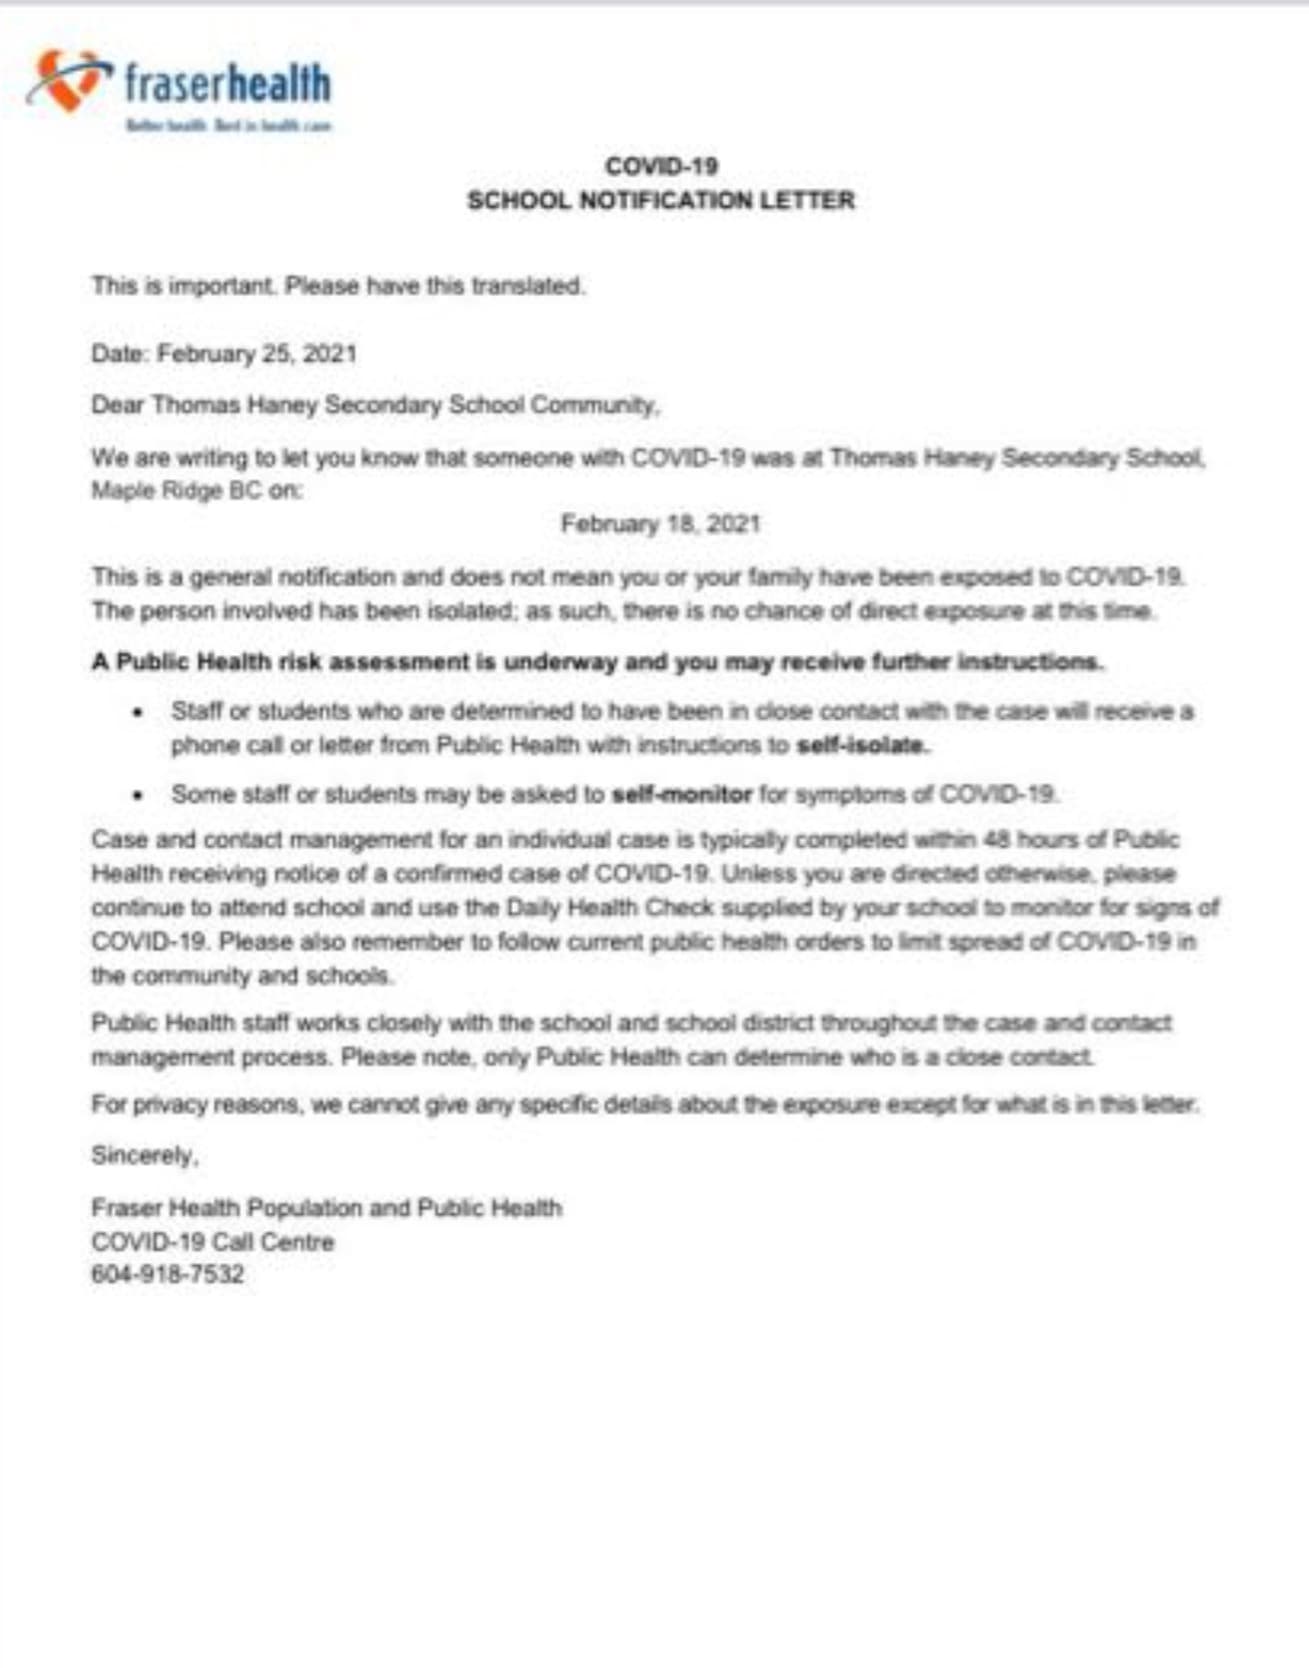 fraserhealth
Better health. Best in health care.
COVID-19
SCHOOL NOTIFICATION LETTER
This is important. Please have this translated.
Date: February 25, 2021
Dear Thomas Haney Secondary School Community,
We are writing to let you know that someone with COVID-19 was at Thomas Haney Secondary School,
Maple Ridge BC on:
February 18, 2021
This is a general notification and does not mean you or your family have been exposed to COVID-19.
The person involved has been isolated; as such, there is no chance of direct exposure at this time.
A Public Health risk assessment is underway and you may receive further instructions.
• Staff or students who are determined to have been in close contact with the case will receive a
phone call or letter from Public Health with instructions to self-isolate.
• Some staff or students may be asked to self-monitor for symptoms of COVID-19.
Case and contact management for an individual case is typically completed within 48 hours of Public
Health receiving notice of a confirmed case of COVID-19. Unless you are directed otherwise, please
continue to attend school and use the Daily Health Check supplied by your school to monitor for signs of
COVID-19. Please also remember to follow current public health orders to limit spread of COVID-19 in
the community and schools.
Public Health staff works closely with the school and school district throughout the case and contact
management process. Please note, only Public Health can determine who is a close contact.
For privacy reasons, we cannot give any specific details about the exposure except for what is in this letter.
Sincerely,
Fraser Health Population and Public Health
COVID-19 Call Centre
604-918-7532